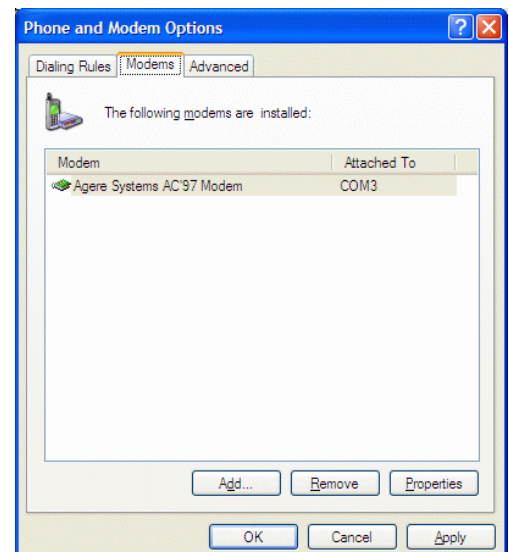 Phone and Modem Options
Dialing Rules Modems Advanced
The following modems are installed:
Modem Attached To
Agere Systems AC'97 Modem COM3
Add... Remove Properties
OK Cancel Apply